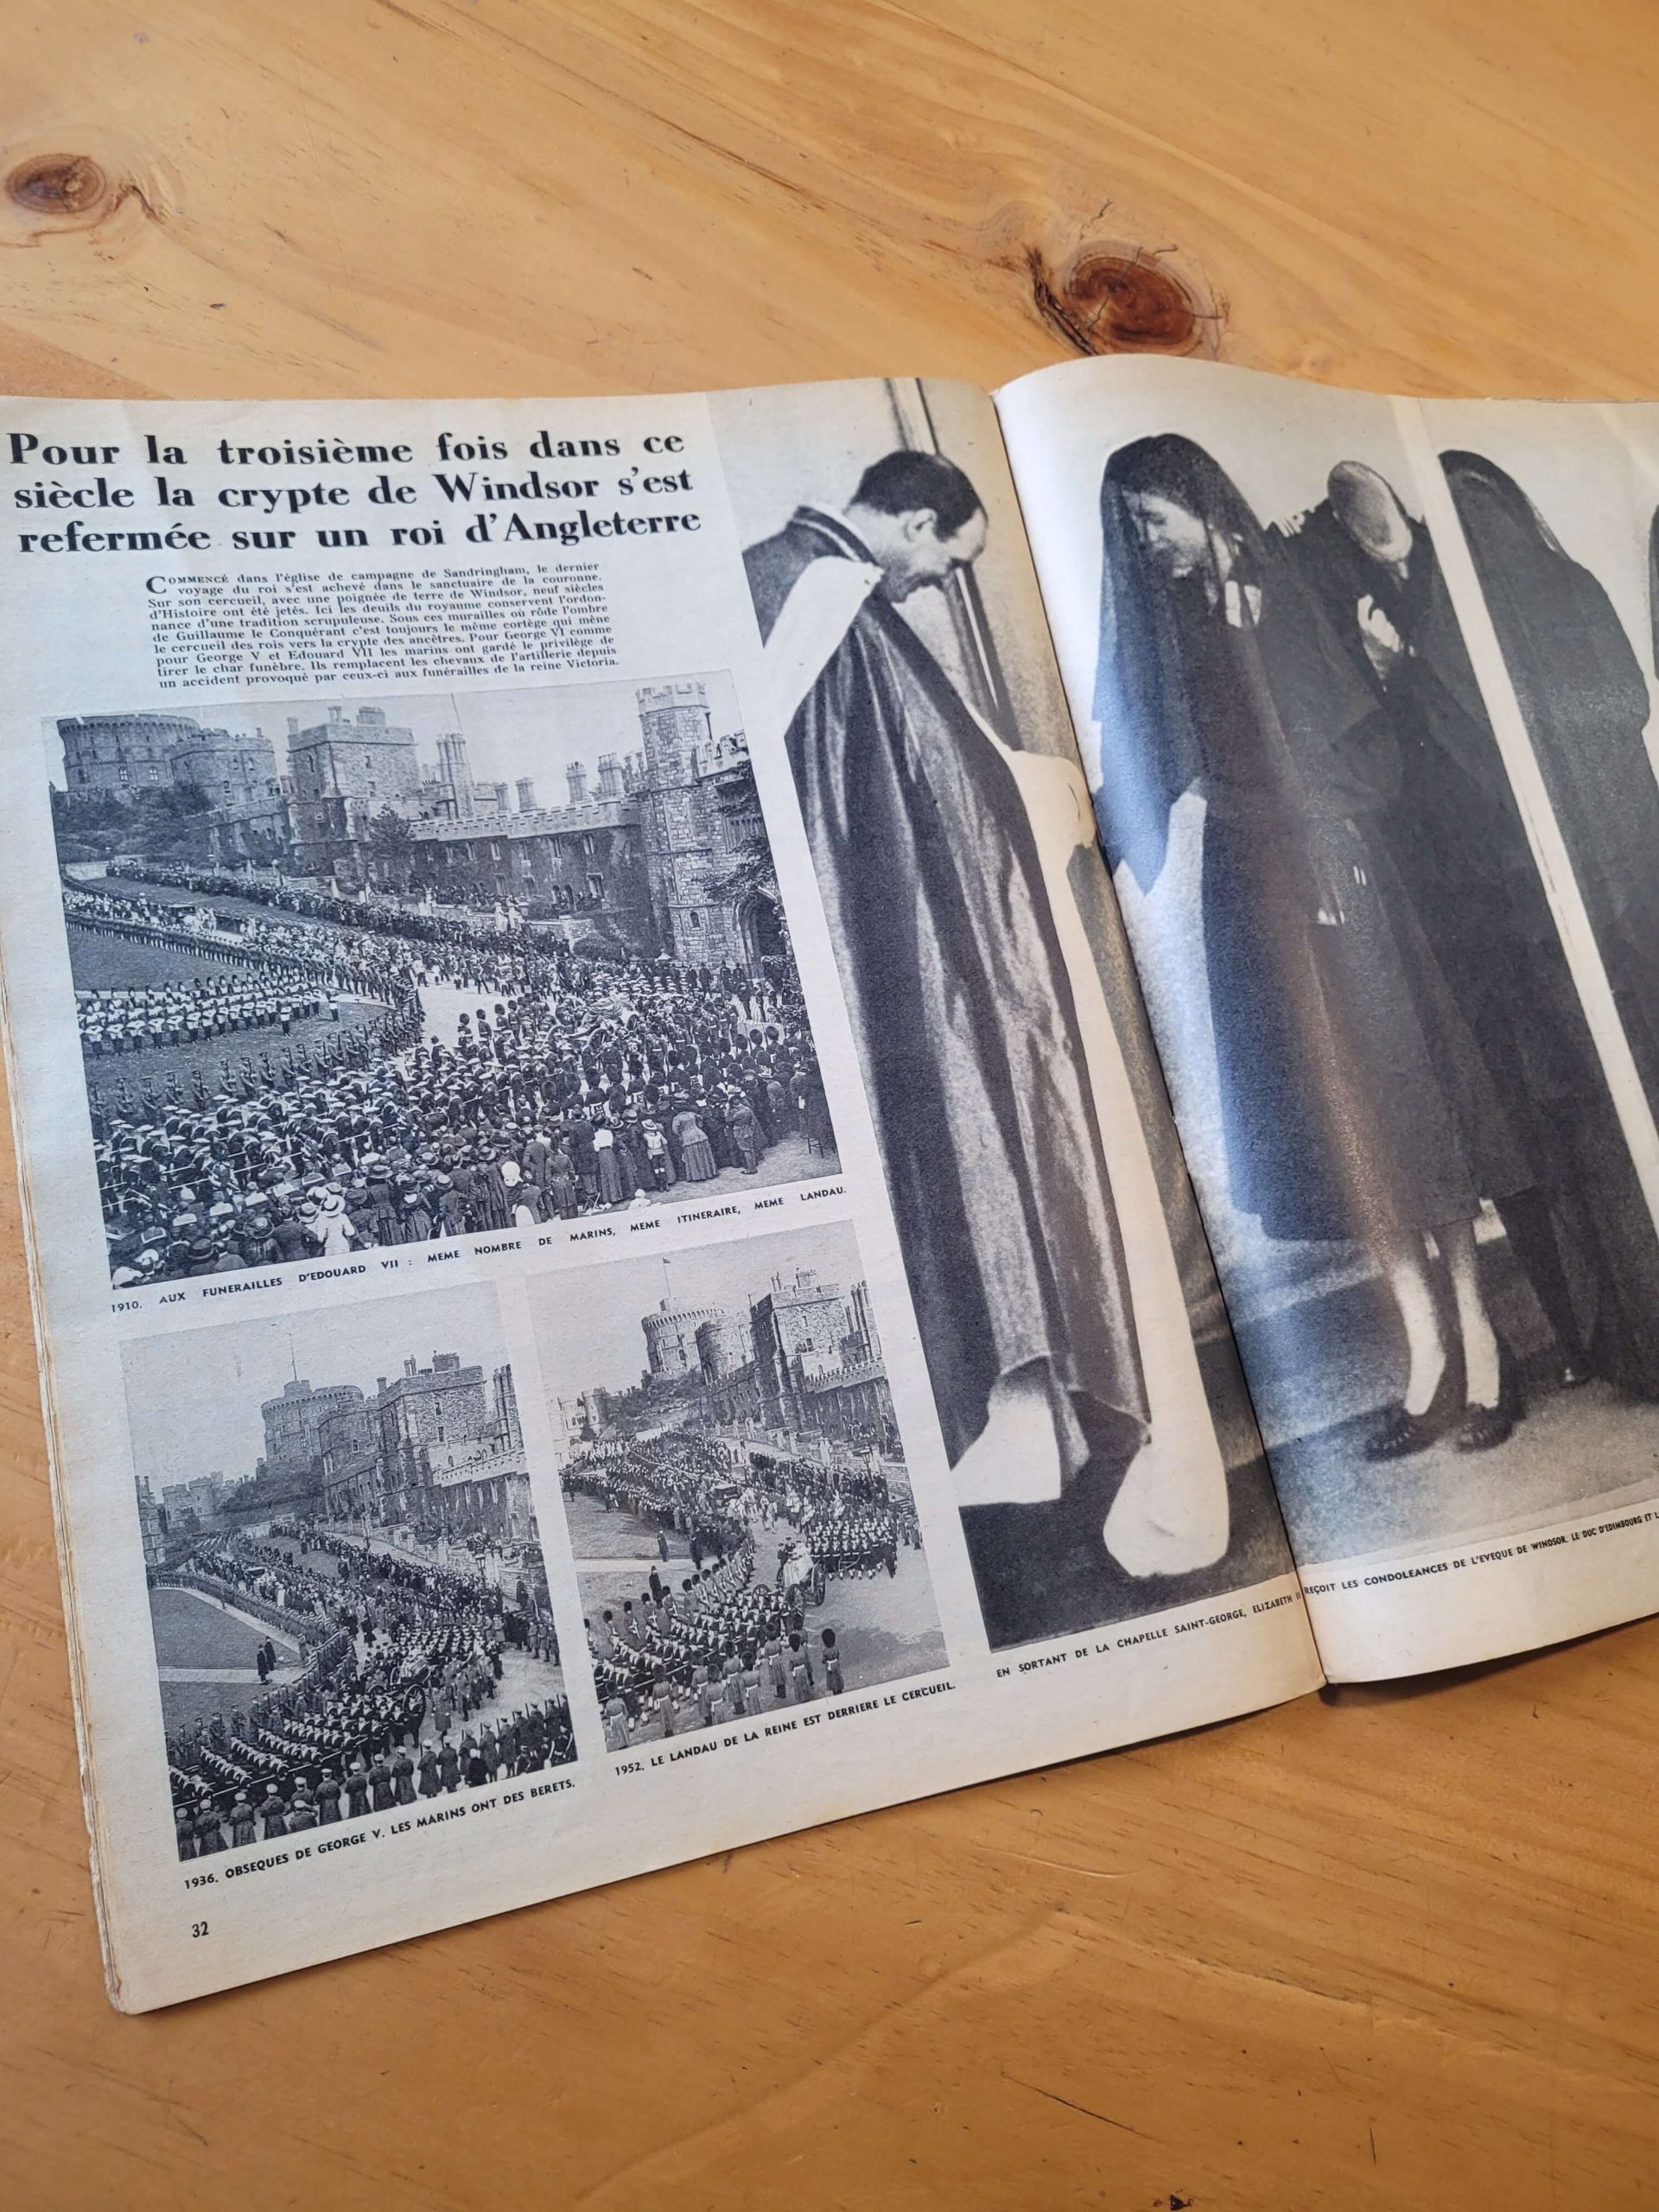 Pour la troisième fois dans ce
siècle la crypte de Windsor s'est
refermée sur un roi d'Angleterre
COMMENCÉ dans l'église de campagne de Sandringham, le dernier
voyage du roi s'est achevé dans le sanctuaire de la couronne.
Sur son cercueil, avec une poignée de terre de Windsor, neuf siècles
d'Histoire ont été jetés. Ici les deuils du royaume conservent l'ordon-
nance d'une tradition scrupuleuse. Sous ces murailles où rôde l'ombre
de Guillaume le Conquérant c'est toujours le même cortège qui mène
le cercueil des rois vers la crypte des ancêtres. Pour George VI comme
pour George V et Edouard VII les marins ont gardé le privilège de
tirer le char funèbre. Ils remplacent les chevaux de l'artillerie depuis
un accident provoqué par ceux-ci aux funérailles de la reine Victoria.
1910. AUX FUNERAILLES D'EDOUARD VII : MEME NOMBRE DE MARINS, MEME ITINERAIRE, MEME LANDAU.
1936. OBSEQUES DE GEORGE V. LES MARINS ONT DES BERETS.
1952. LE LANDAU DE LA REINE EST DERRIERE LE CERCUEIL.
EN SORTANT DE LA CHAPELLE SAINT-GEORGE, ELIZABETH II REÇOIT LES CONDOLEANCES DE L'EVEQUE DE WINDSOR. LE DUC D'EDIMBOURG ET
32